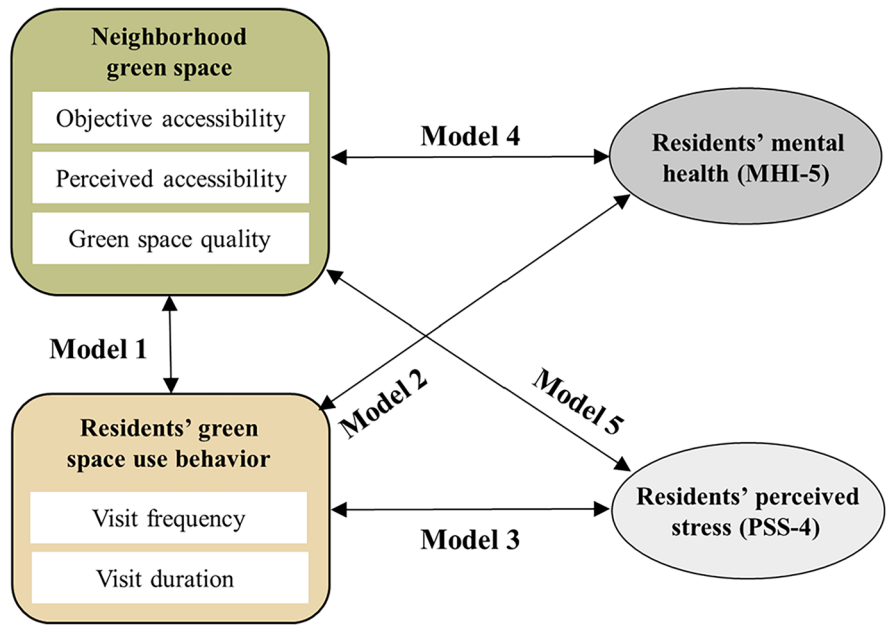 Neighborhood
green space
Objective accessibility
Perceived accessibility
Green space quality
Model 4
Residents’ mental
health (MHI-5)
Model 1
Model 2
Model 5
Residents’ green
space use behavior
Visit frequency
Visit duration
Model 3
Residents’ perceived
stress (PSS-4)